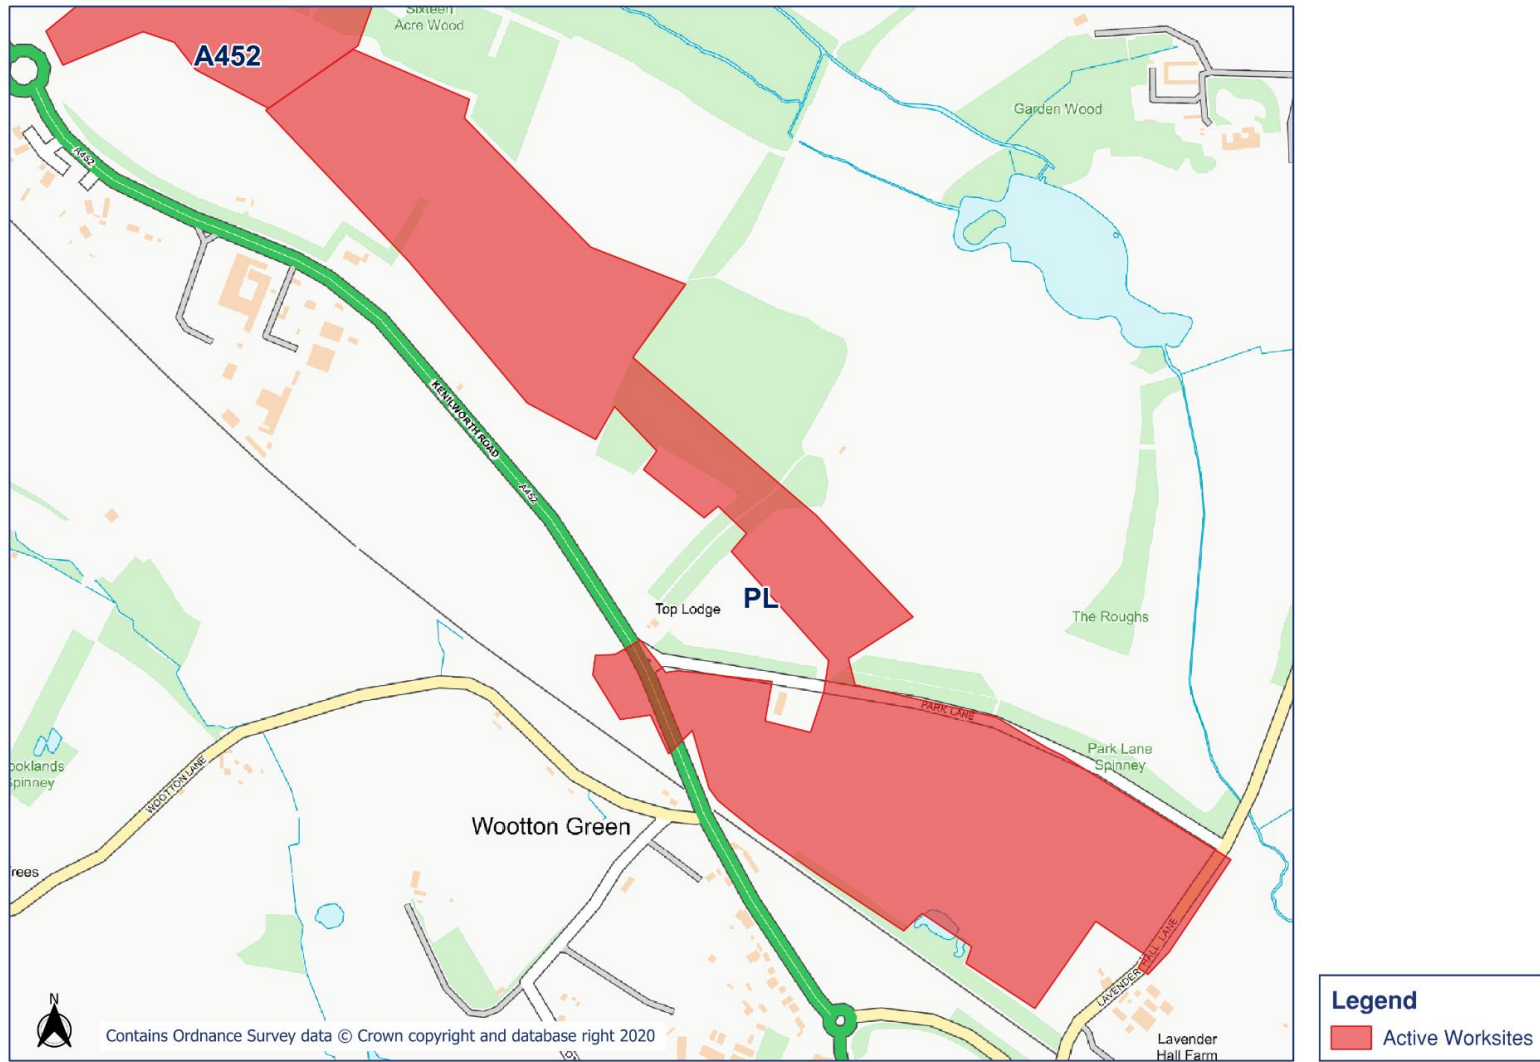 Sixteen
Acre Wood
A452
A452
Garden Wood
KENILWORTH ROAD
A452
Top Lodge
PL
The Roughs
PARK LANE
Park Lane
Spinney
ooklands
Spinney
WOOTTON LANE
Wootton Green
rees
LAVENDER HALL LANE
LAVENDER
Lavender
Hall Farm
N
Contains Ordnance Survey data © Crown copyright and database right 2020
Legend
Active Worksites